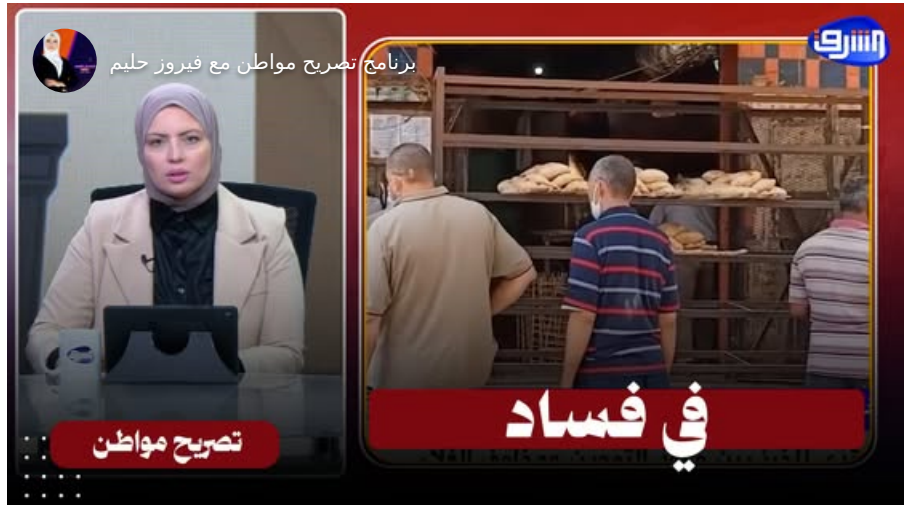 برنامج تصريح مواطن مع فيروز حليم
الشرق
في فساد
تصريح مواطن